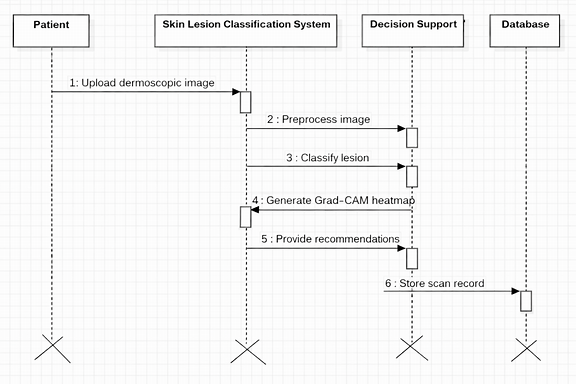 Patient
Skin Lesion Classification System
Decision Support
Database
1: Upload dermoscopic image
2 : Preprocess image
3 : Classify lesion
4 : Generate Grad-CAM heatmap
5 : Provide recommendations
6 : Store scan record